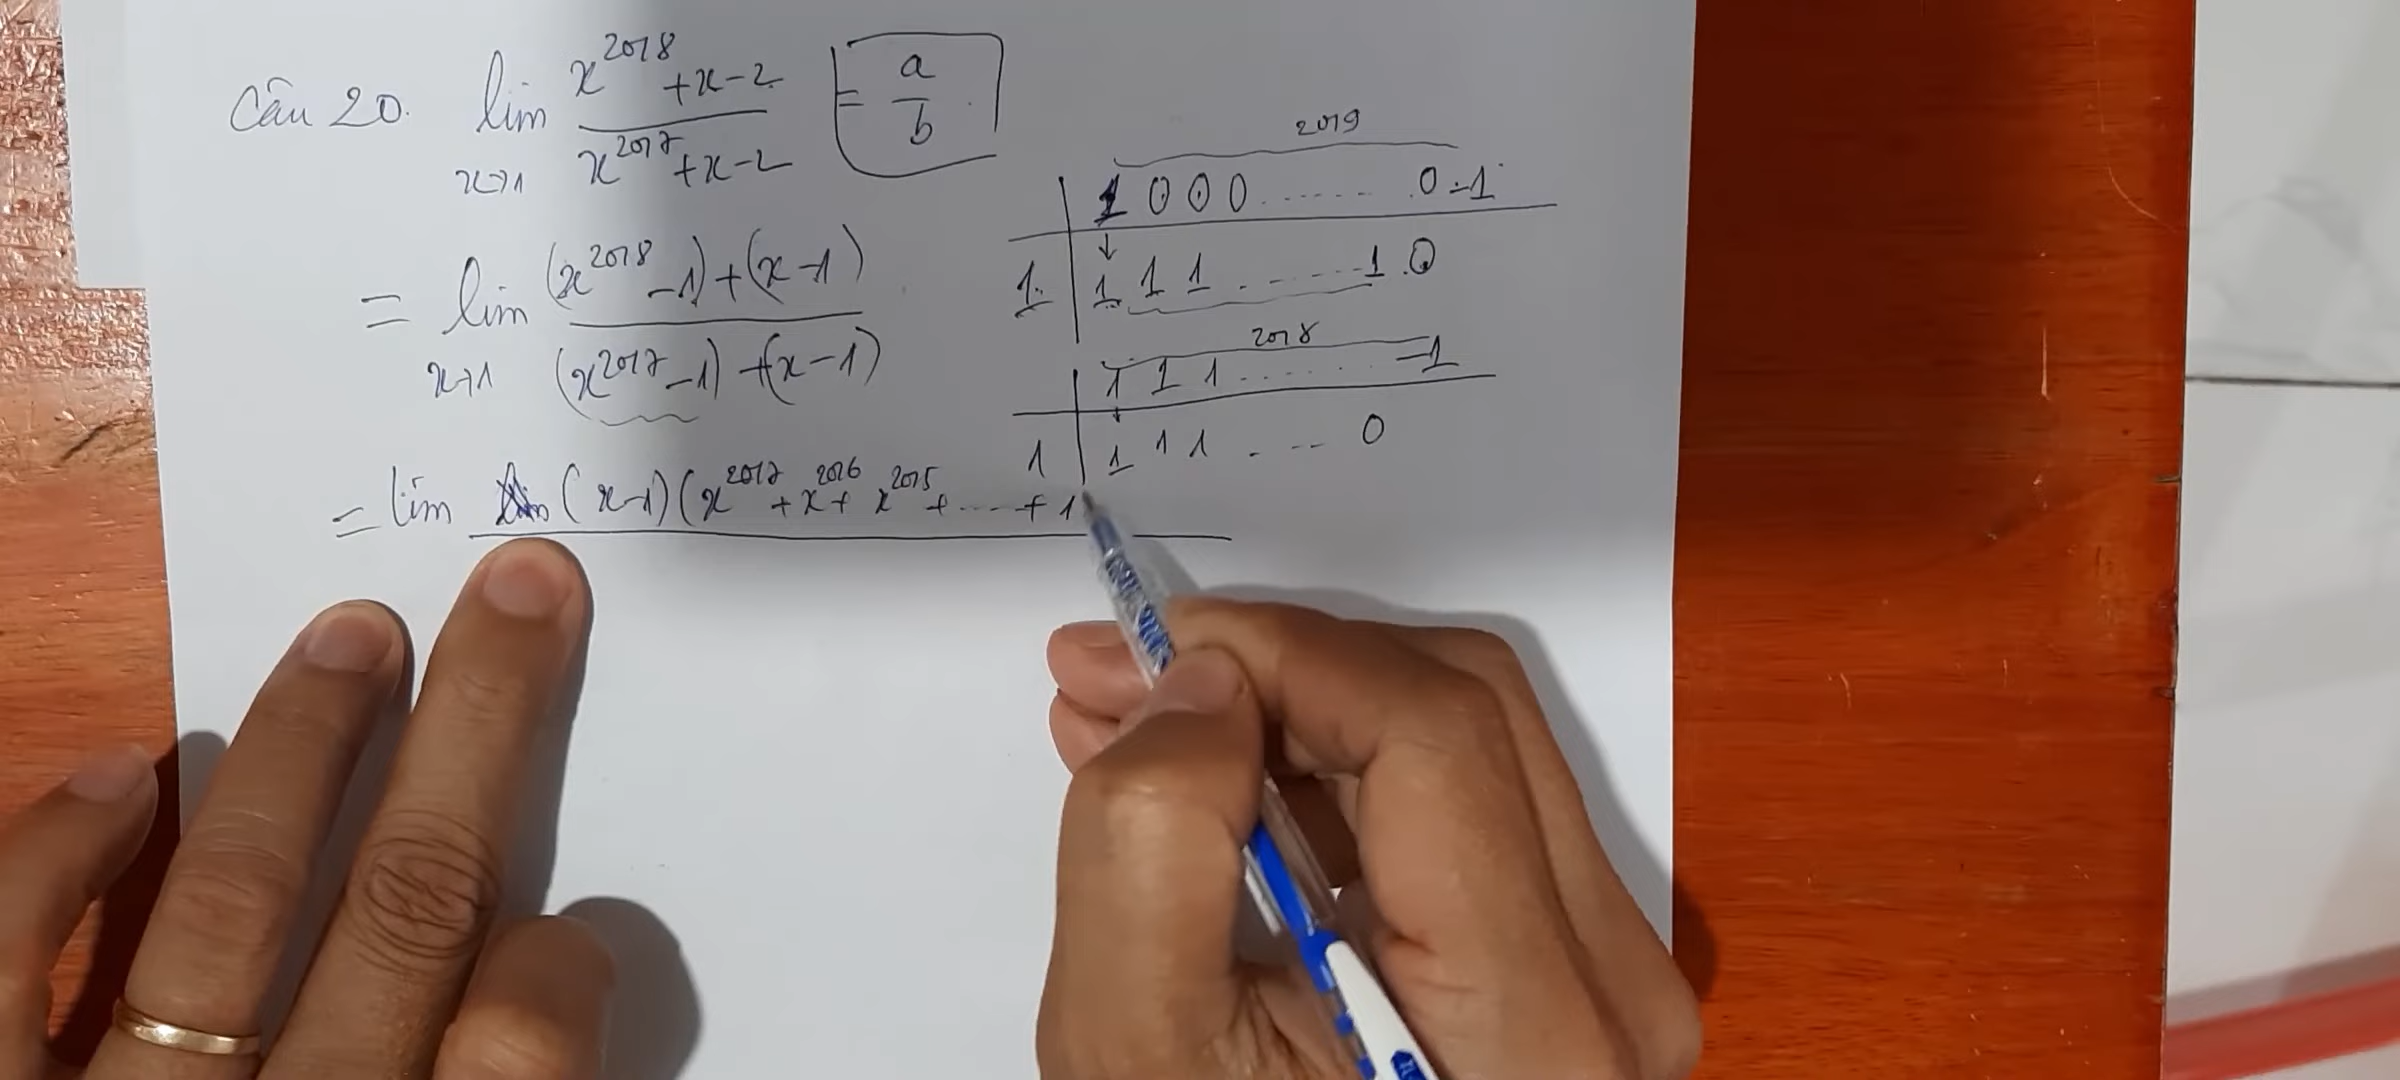 Câu 20. lim x→1 (x^2018 + x - 2)/(x^2017 + x - 2) = a/b
= lim x→1 ((x^2018 - 1) + (x - 1))/((x^2017 - 1) + (x - 1))
= lim (x-1)(x^2017 + x^2016 + x^2015 + .... + 1
2019
1 0 0 0 ........ 0 -1
1. 1 1 1 ........ 1 0
2018
1 1 1 ........ -1
1 1 1 1 . ... 0